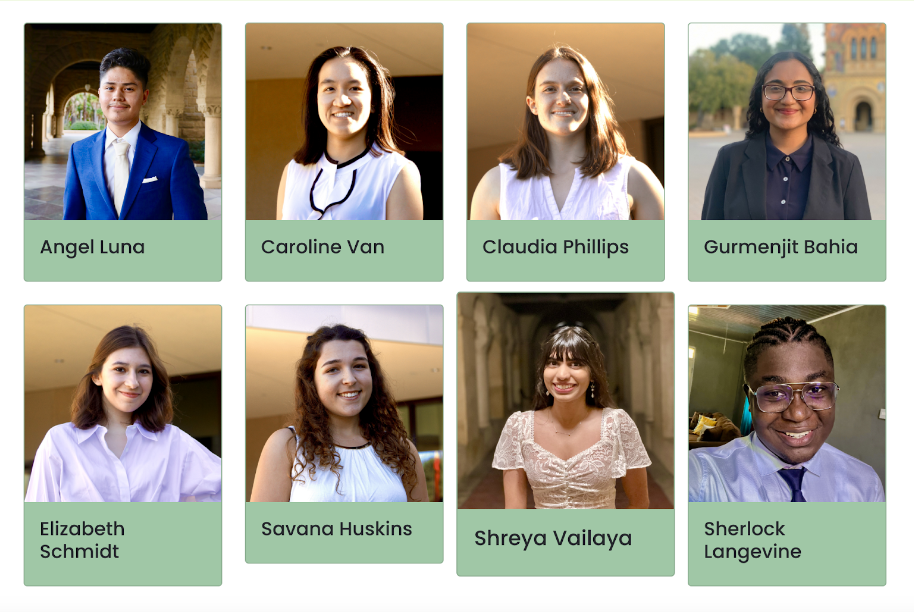 Angel Luna
Caroline Van
Claudia Phillips
Gurmenjit Bahia
Elizabeth
Schmidt
Savana Huskins
Shreya Vailaya
Sherlock
Langevine